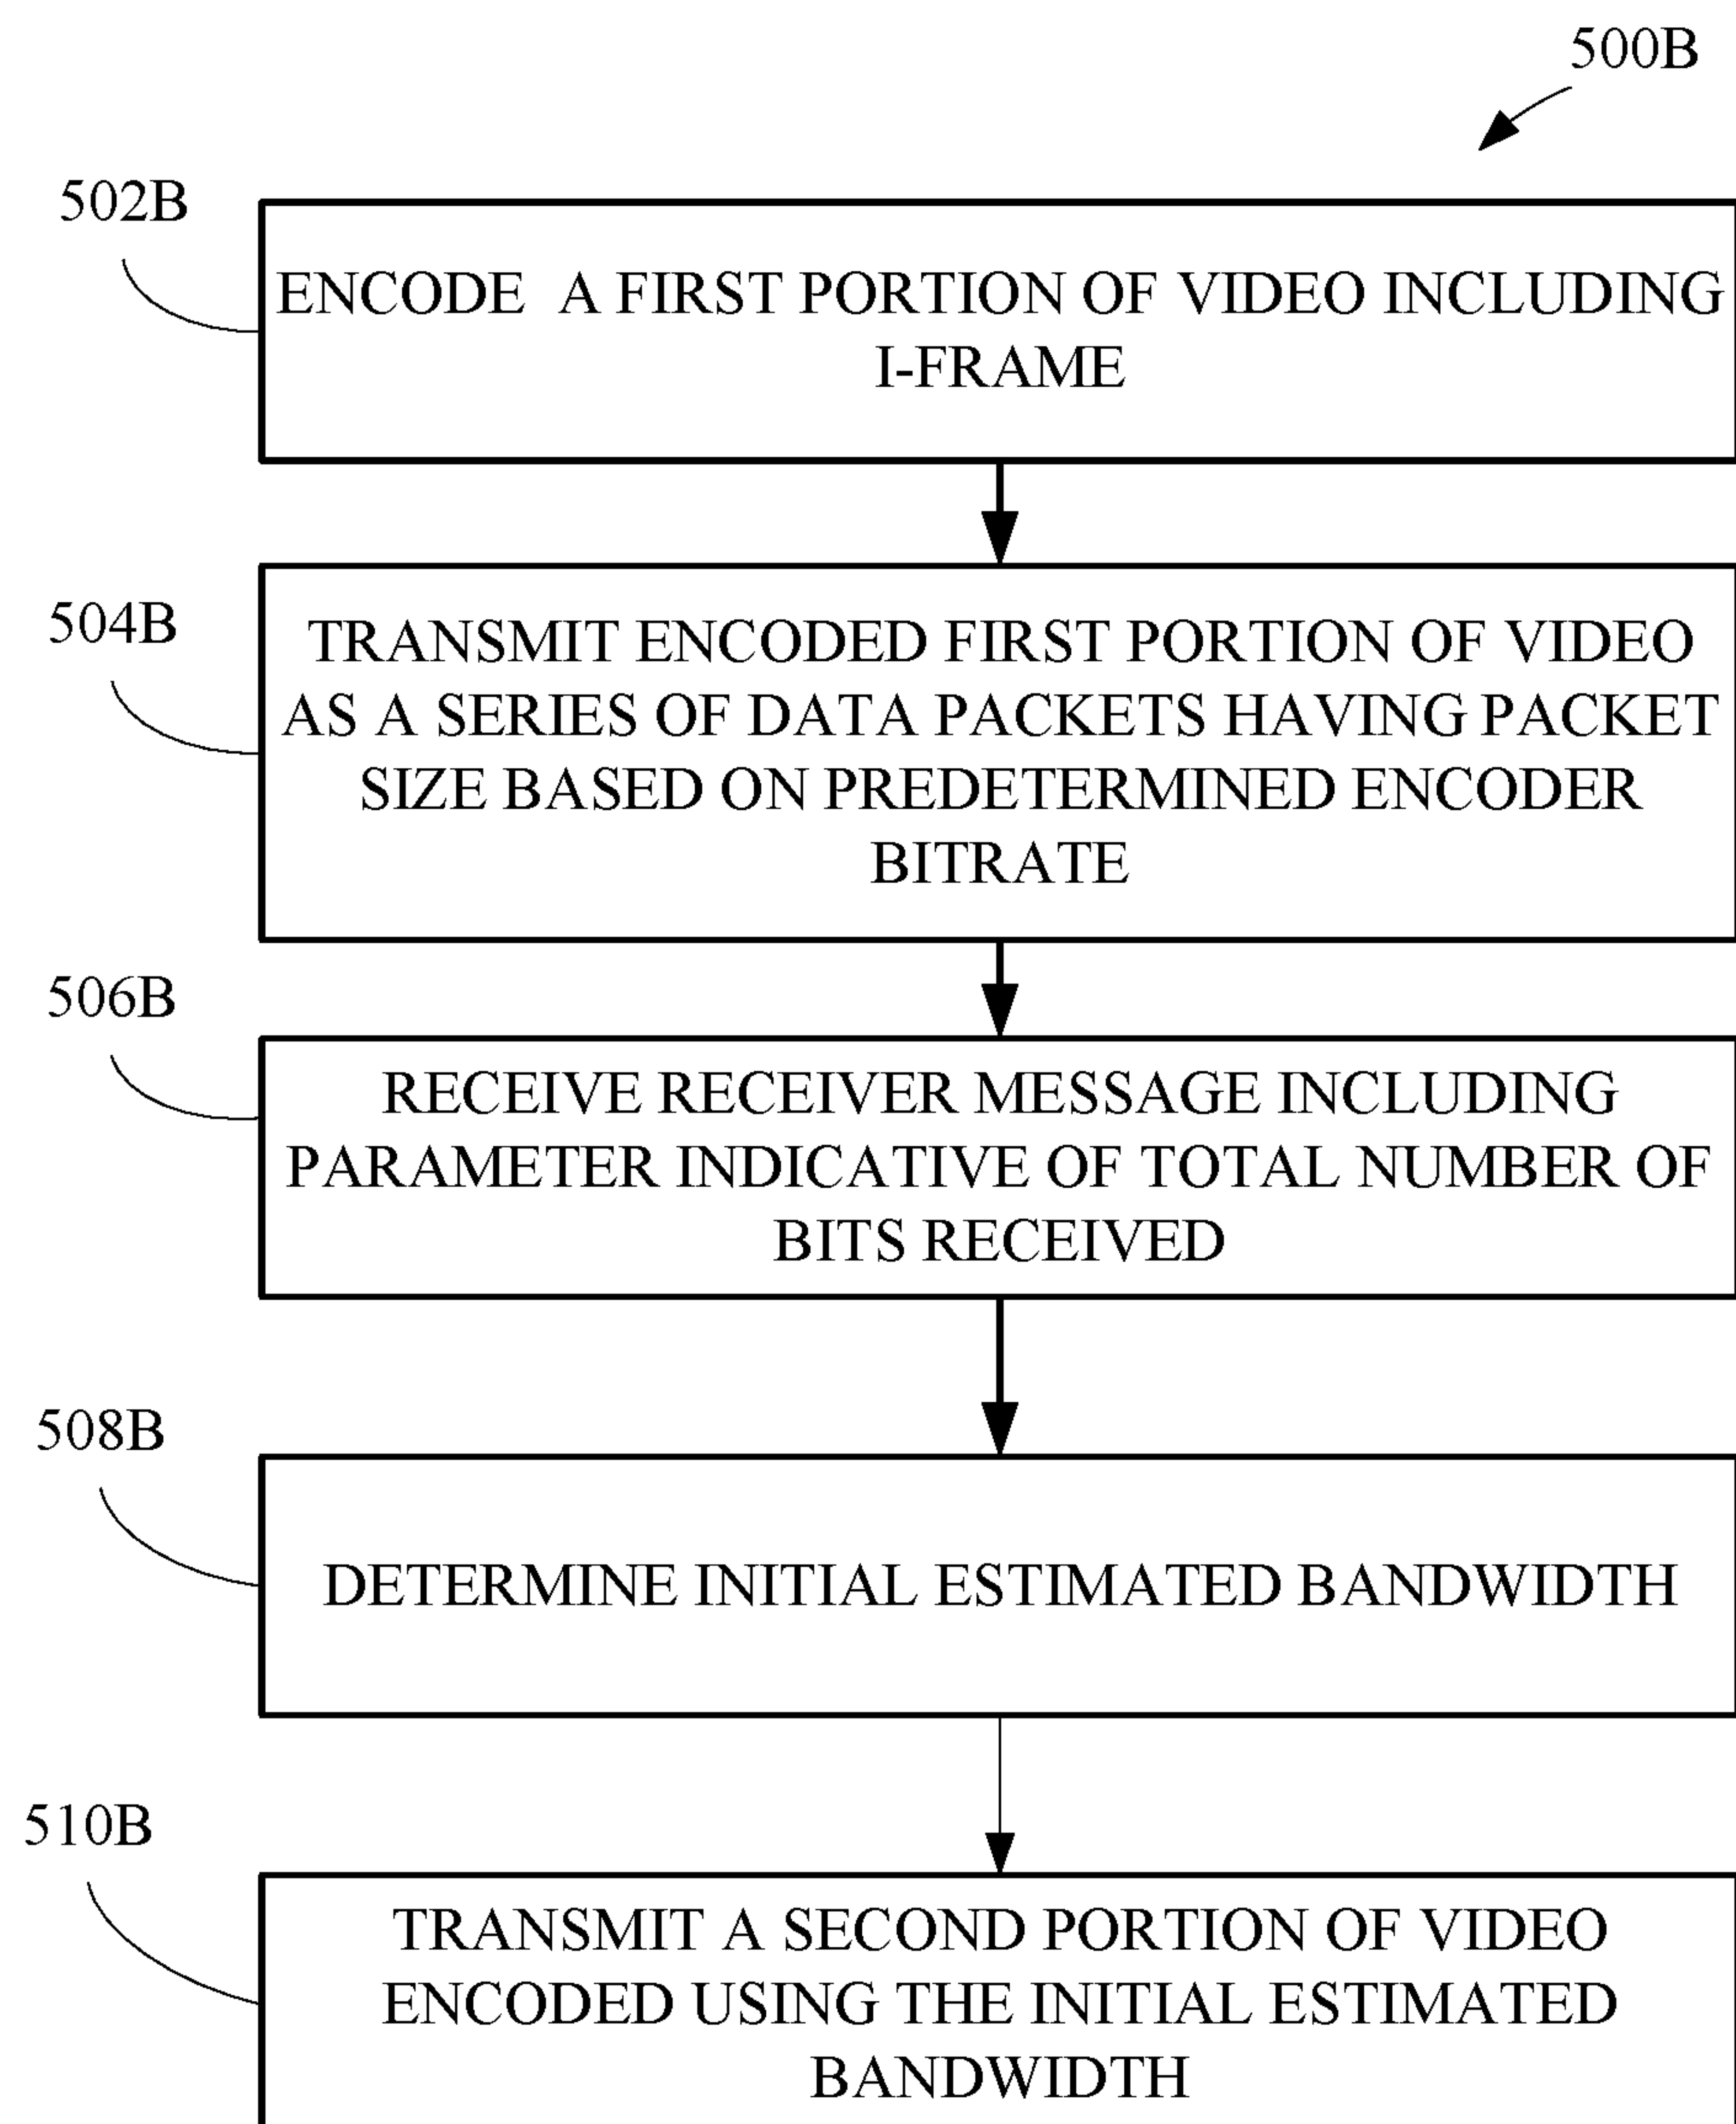 500B
502B
ENCODE A FIRST PORTION OF VIDEO INCLUDING
I-FRAME
504B
TRANSMIT ENCODED FIRST PORTION OF VIDEO
AS A SERIES OF DATA PACKETS HAVING PACKET
SIZE BASED ON PREDETERMINED ENCODER
BITRATE
506B
RECEIVE RECEIVER MESSAGE INCLUDING
PARAMETER INDICATIVE OF TOTAL NUMBER OF
BITS RECEIVED
508B
DETERMINE INITIAL ESTIMATED BANDWIDTH
510B
TRANSMIT A SECOND PORTION OF VIDEO
ENCODED USING THE INITIAL ESTIMATED
BANDWIDTH